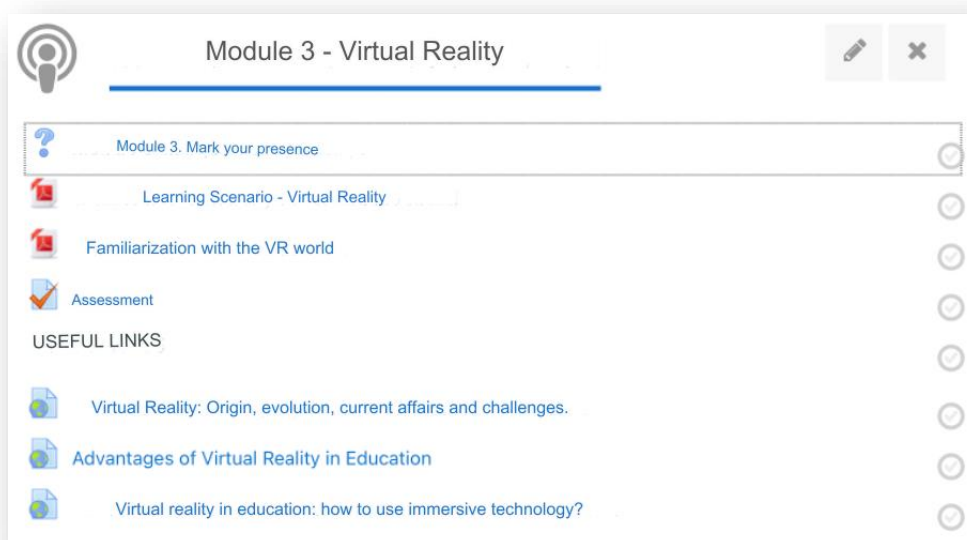 Module 3 - Virtual Reality
Module 3. Mark your presence
Learning Scenario - Virtual Reality
Familiarization with the VR world
Assessment
USEFUL LINKS
Virtual Reality: Origin, evolution, current affairs and challenges.
Advantages of Virtual Reality in Education
Virtual reality in education: how to use immersive technology?